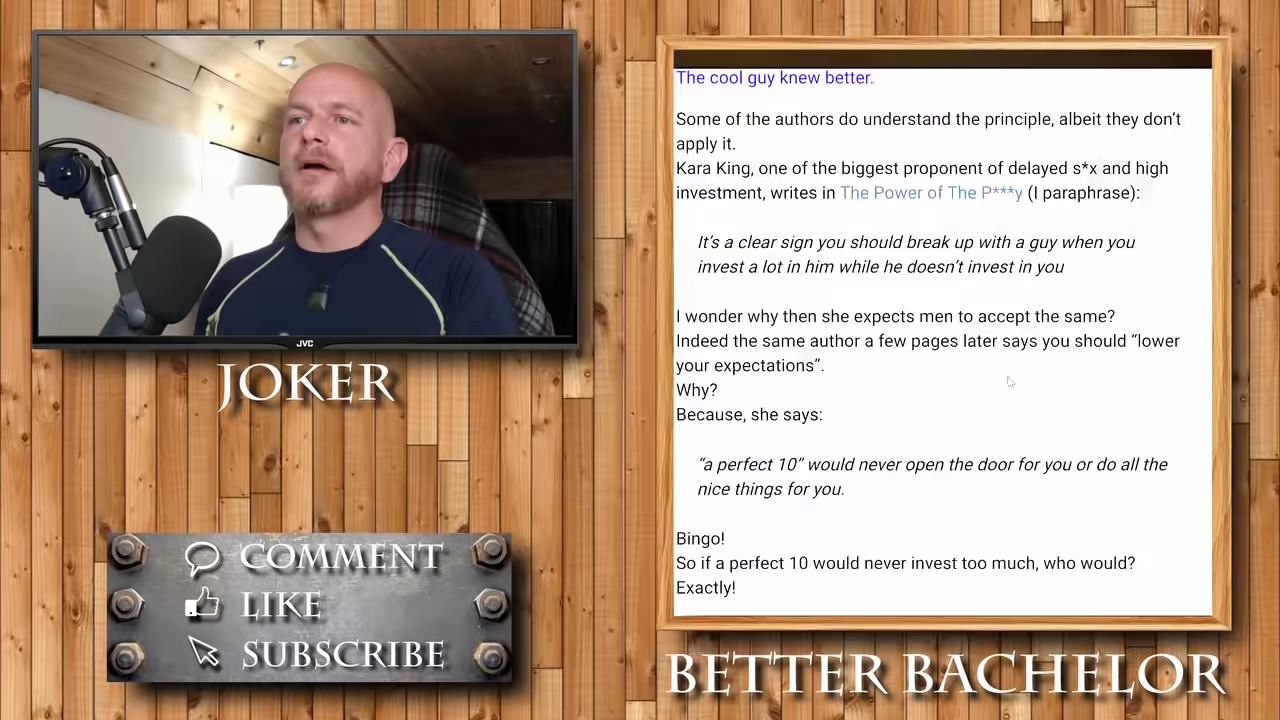 JVC
JOKER
COMMENT
LIKE
SUBSCRIBE
The cool guy knew better.
Some of the authors do understand the principle, albeit they don’t
apply it.
Kara King, one of the biggest proponent of delayed s*x and high
investment, writes in The Power of The P***y (I paraphrase):
It’s a clear sign you should break up with a guy when you
invest a lot in him while he doesn’t invest in you
I wonder why then she expects men to accept the same?
Indeed the same author a few pages later says you should “lower
your expectations”.
Why?
Because, she says:
“a perfect 10” would never open the door for you or do all the
nice things for you.
Bingo!
So if a perfect 10 would never invest too much, who would?
Exactly!
BETTER BACHELOR